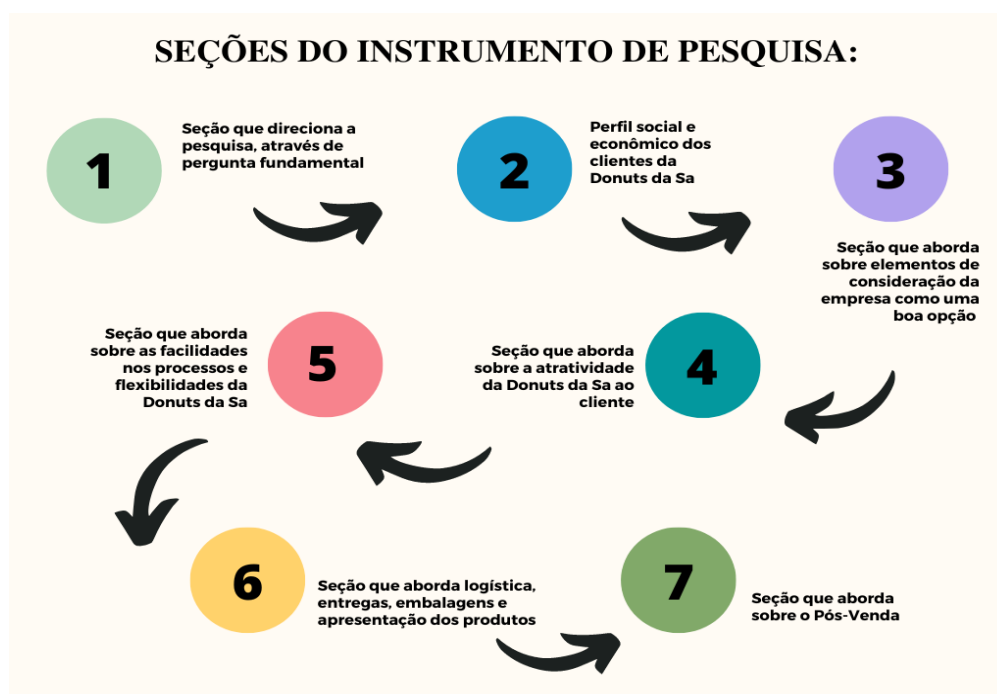 SEÇÕES DO INSTRUMENTO DE PESQUISA:
1
Seção que direciona a
pesquisa, através de
pergunta fundamental
2
Perfil social e
econômico dos
clientes da
Donuts da Sa
3
Seção que aborda
sobre elementos de
consideração da
empresa como uma
boa opção
4
Seção que aborda
sobre a atratividade
da Donuts da Sa ao
cliente
5
Seção que aborda
sobre as facilidades
nos processos e
flexibilidades da
Donuts da Sa
6
Seção que aborda logística,
entregas, embalagens e
apresentação dos produtos
7
Seção que aborda
sobre o Pós-Venda